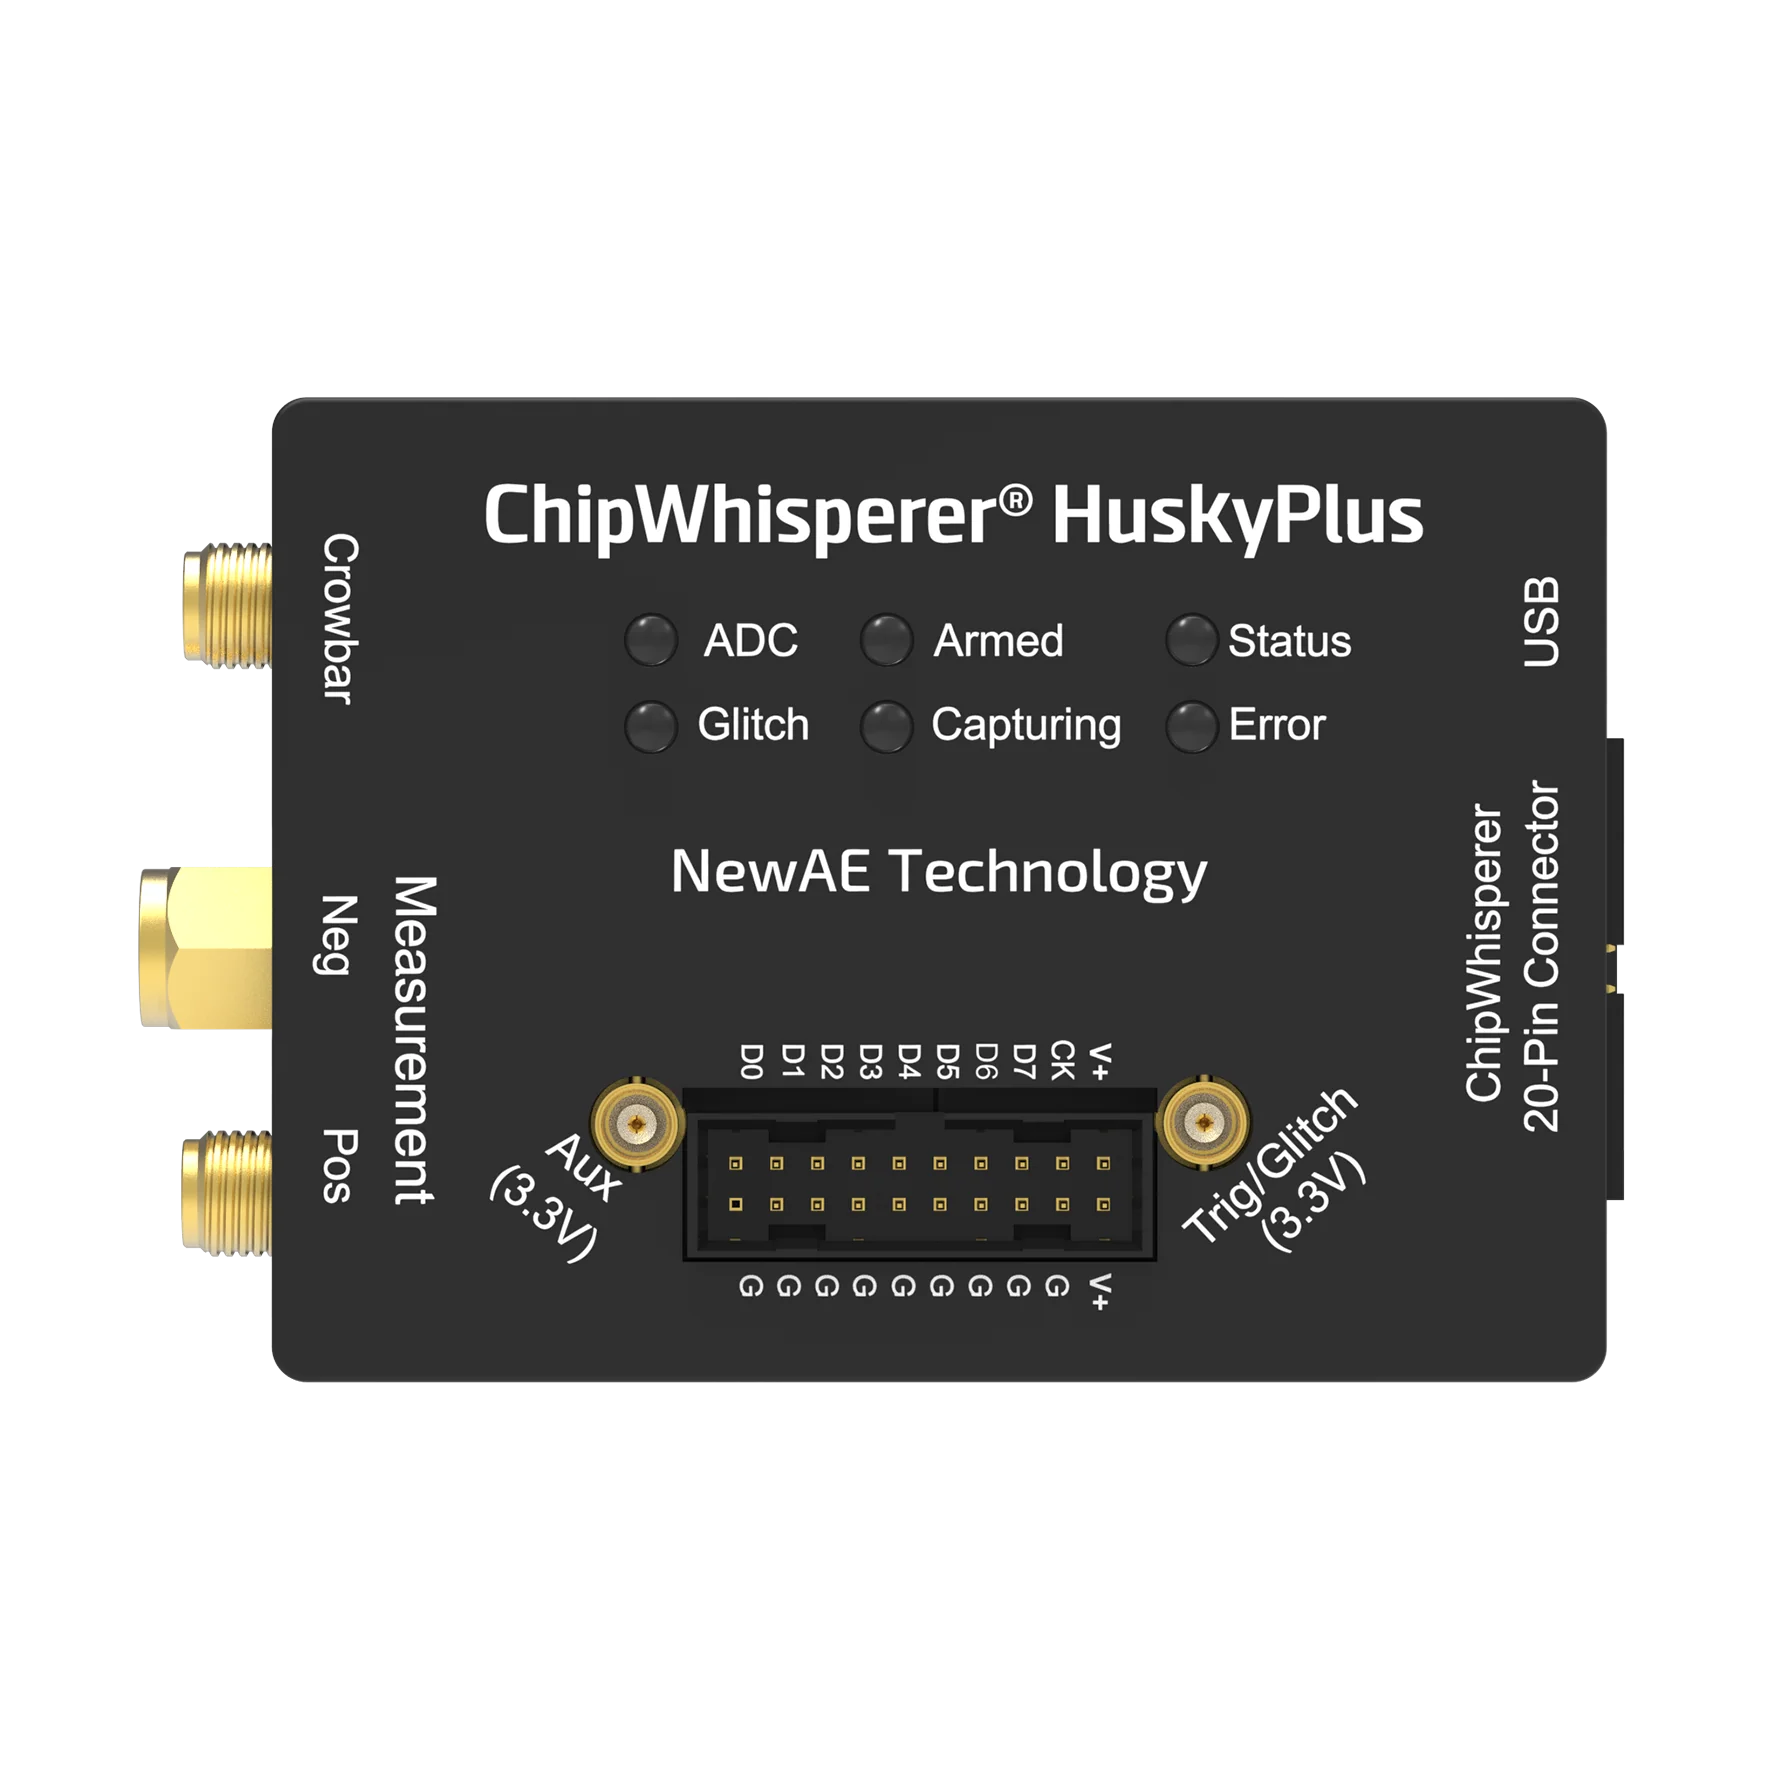 ChipWhisperer® HuskyPlus
ADC
Armed
Status
Glitch
Capturing
Error
NewAE Technology
Crowbar
Neg
Pos
Measurement
USB
ChipWhisperer
20-Pin Connector
D0 D1 D2 D3 D4 D5 D6 D7 CK V+
Aux
(3.3V)
Trig/Glitch
(3.3V)
G G G G G G G G G V+